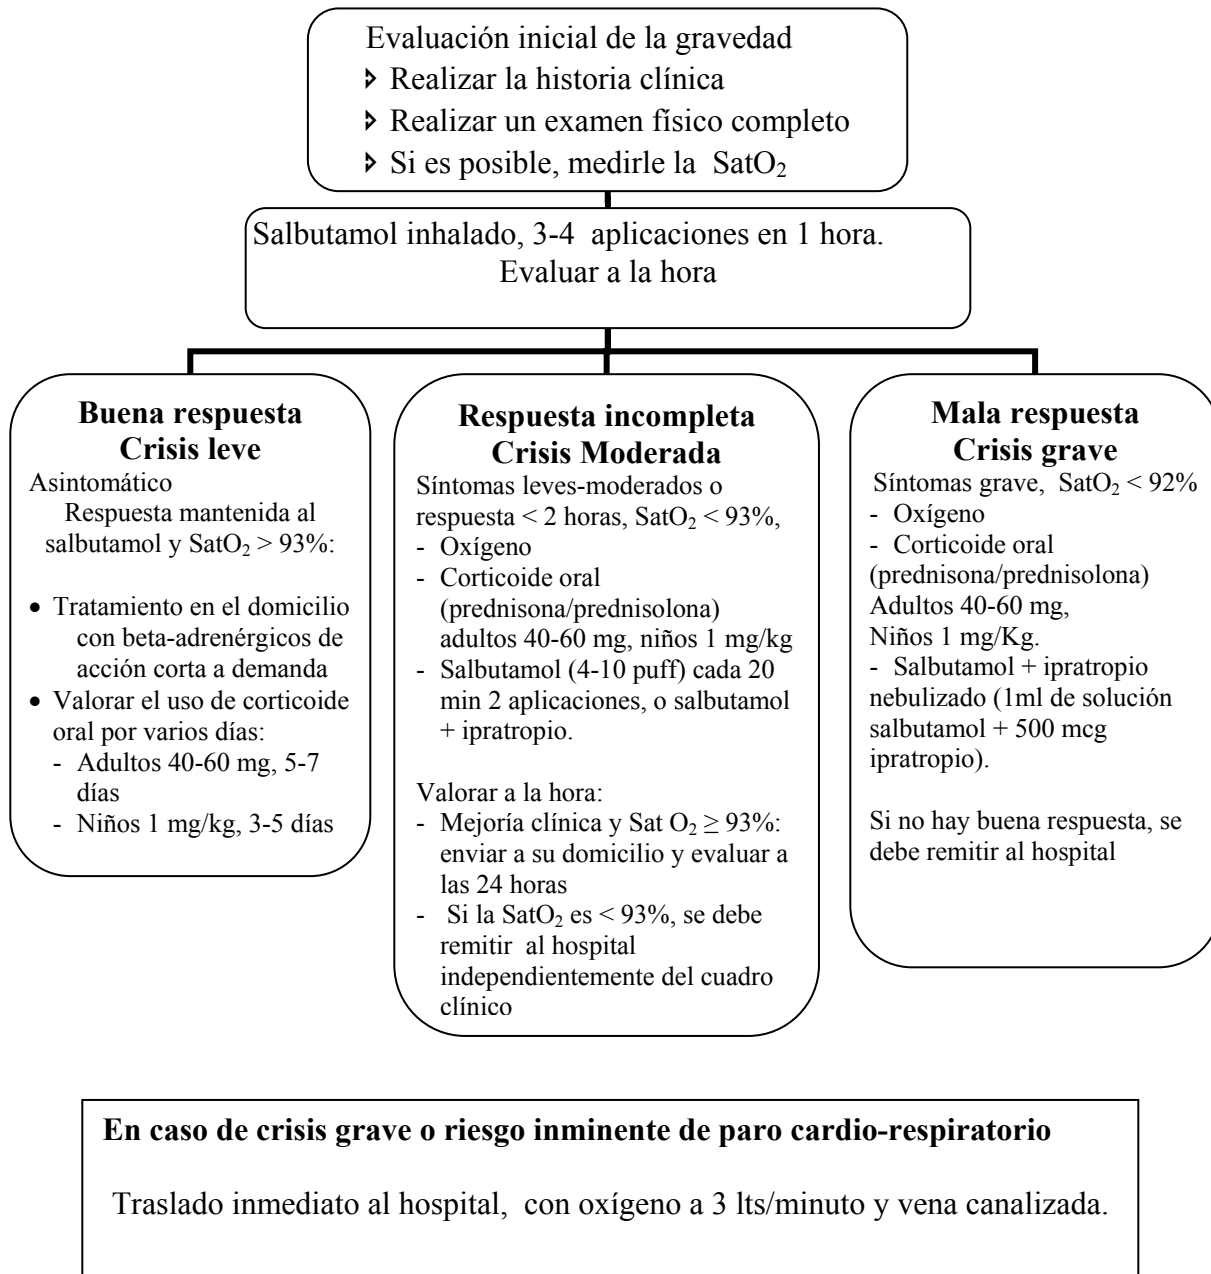 Evaluación inicial de la gravedad
Realizar la historia clínica
Realizar un examen físico completo
Si es posible, medirle la SatO₂
Salbutamol inhalado, 3-4 aplicaciones en 1 hora.
Evaluar a la hora
Buena respuesta
Crisis leve
Asintomático
Respuesta mantenida al
salbutamol y SatO₂ > 93%:
• Tratamiento en el domicilio
con beta-adrenérgicos de
acción corta a demanda
• Valorar el uso de corticoide
oral por varios días:
- Adultos 40-60 mg, 5-7
días
- Niños 1 mg/kg, 3-5 días
Respuesta incompleta
Crisis Moderada
Síntomas leves-moderados o
respuesta < 2 horas, SatO₂ < 93%,
- Oxígeno
- Corticoide oral
(prednisona/prednisolona)
adultos 40-60 mg, niños 1 mg/kg
- Salbutamol (4-10 puff) cada 20
min 2 aplicaciones, o salbutamol
+ ipratropio.
Valorar a la hora:
- Mejoría clínica y Sat O₂ ≥ 93%:
enviar a su domicilio y evaluar a
las 24 horas
- Si la SatO₂ es < 93%, se debe
remitir al hospital
independientemente del cuadro
clínico
Mala respuesta
Crisis grave
Síntomas grave, SatO₂ < 92%
- Oxígeno
- Corticoide oral
(prednisona/prednisolona)
Adultos 40-60 mg,
Niños 1 mg/Kg.
- Salbutamol + ipratropio
nebulizado (1ml de solución
salbutamol + 500 mcg
ipratropio).
Si no hay buena respuesta, se
debe remitir al hospital
En caso de crisis grave o riesgo inminente de paro cardio-respiratorio
Traslado inmediato al hospital, con oxígeno a 3 lts/minuto y vena canalizada.